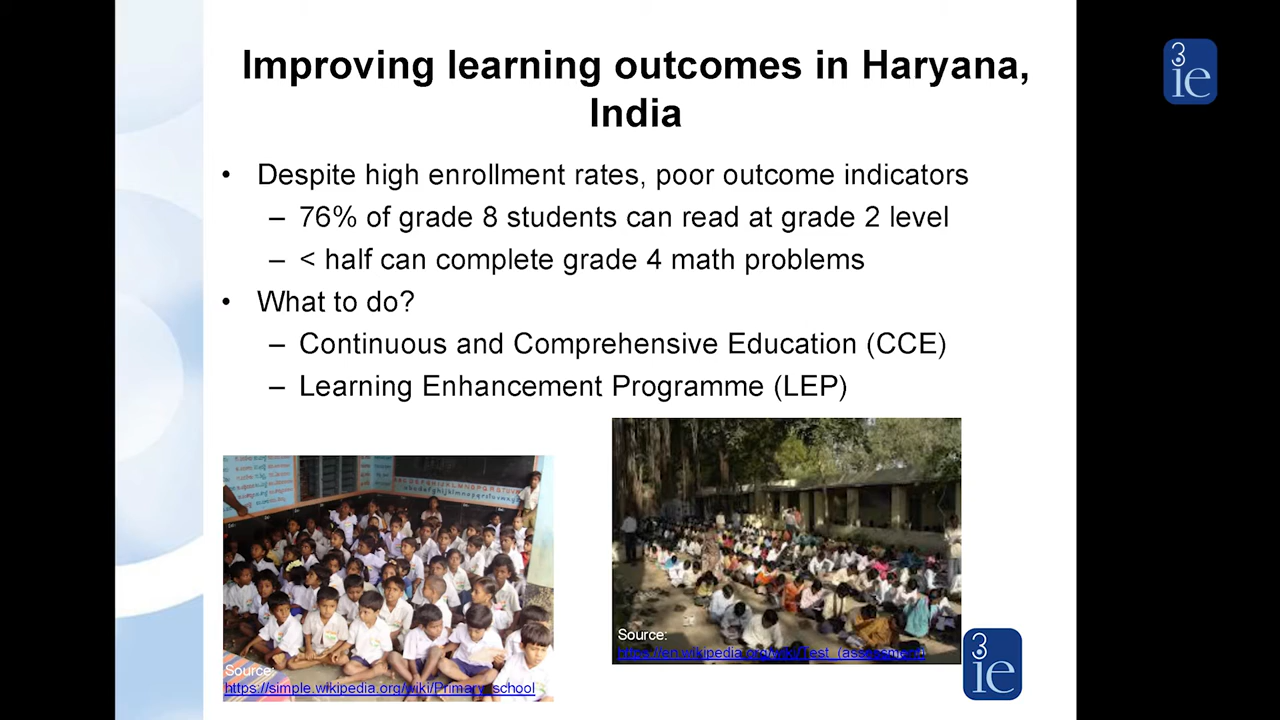 Improving learning outcomes in Haryana,
India
• Despite high enrollment rates, poor outcome indicators
– 76% of grade 8 students can read at grade 2 level
– < half can complete grade 4 math problems
• What to do?
– Continuous and Comprehensive Education (CCE)
– Learning Enhancement Programme (LEP)
Source:
https://simple.wikipedia.org/wiki/Primary_school
Source:
https://en.wikipedia.org/wiki/Test_(assessment)
3ie
3ie